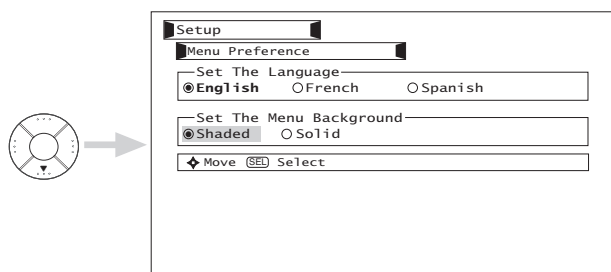 Setup
Menu Preference
Set The Language
English French Spanish
Set The Menu Background
Shaded Solid
Move SEL Select